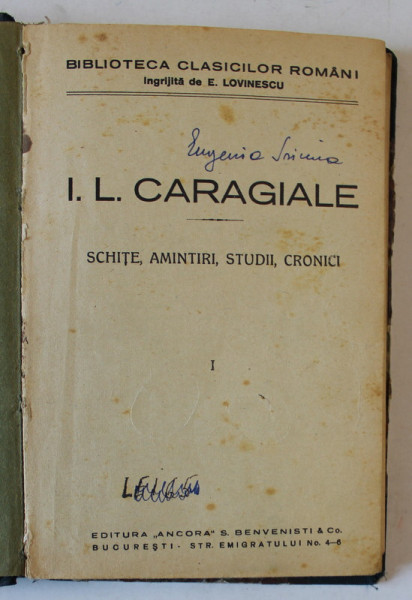 BIBLIOTECA CLASICILOR ROMÂNI
îngrijită de E. LOVINESCU
Eugenia
I. L. CARAGIALE
SCHIȚE, AMINTIRI, STUDII, CRONICI
I
EDITURA „ANCORA" S. BENVENISTI & Co.
BUCUREȘTI - STR. EMIGRATULUI No. 4-6